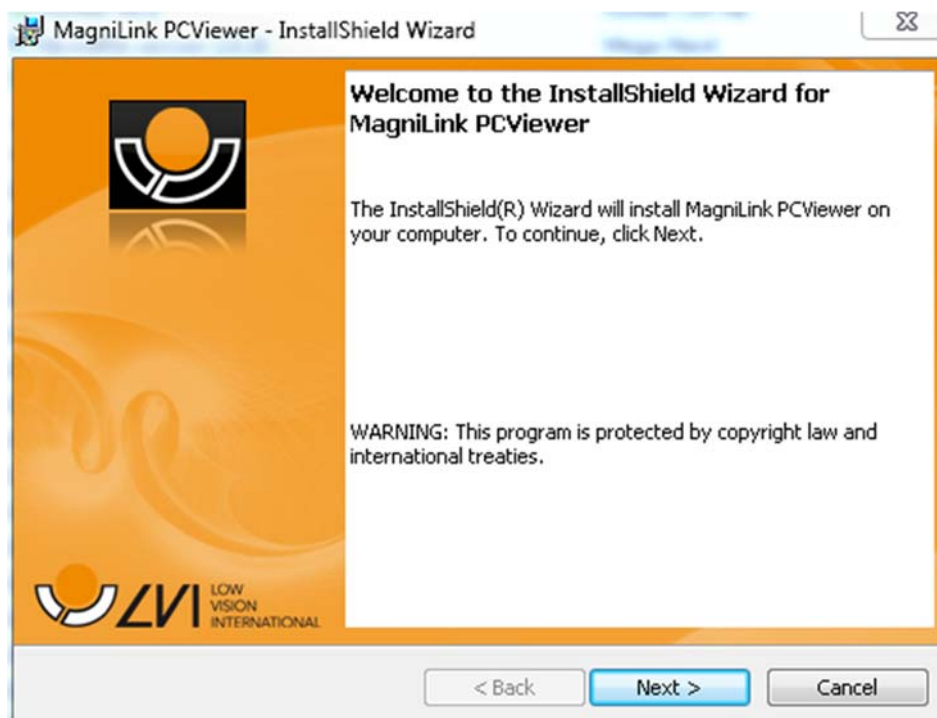 MagniLink PCViewer - InstallShield Wizard
Welcome to the InstallShield Wizard for
MagniLink PCViewer
The InstallShield(R) Wizard will install MagniLink PCViewer on
your computer. To continue, click Next.
WARNING: This program is protected by copyright law and
international treaties.
LVI
LOW
VISION
INTERNATIONAL
< Back
Next >
Cancel